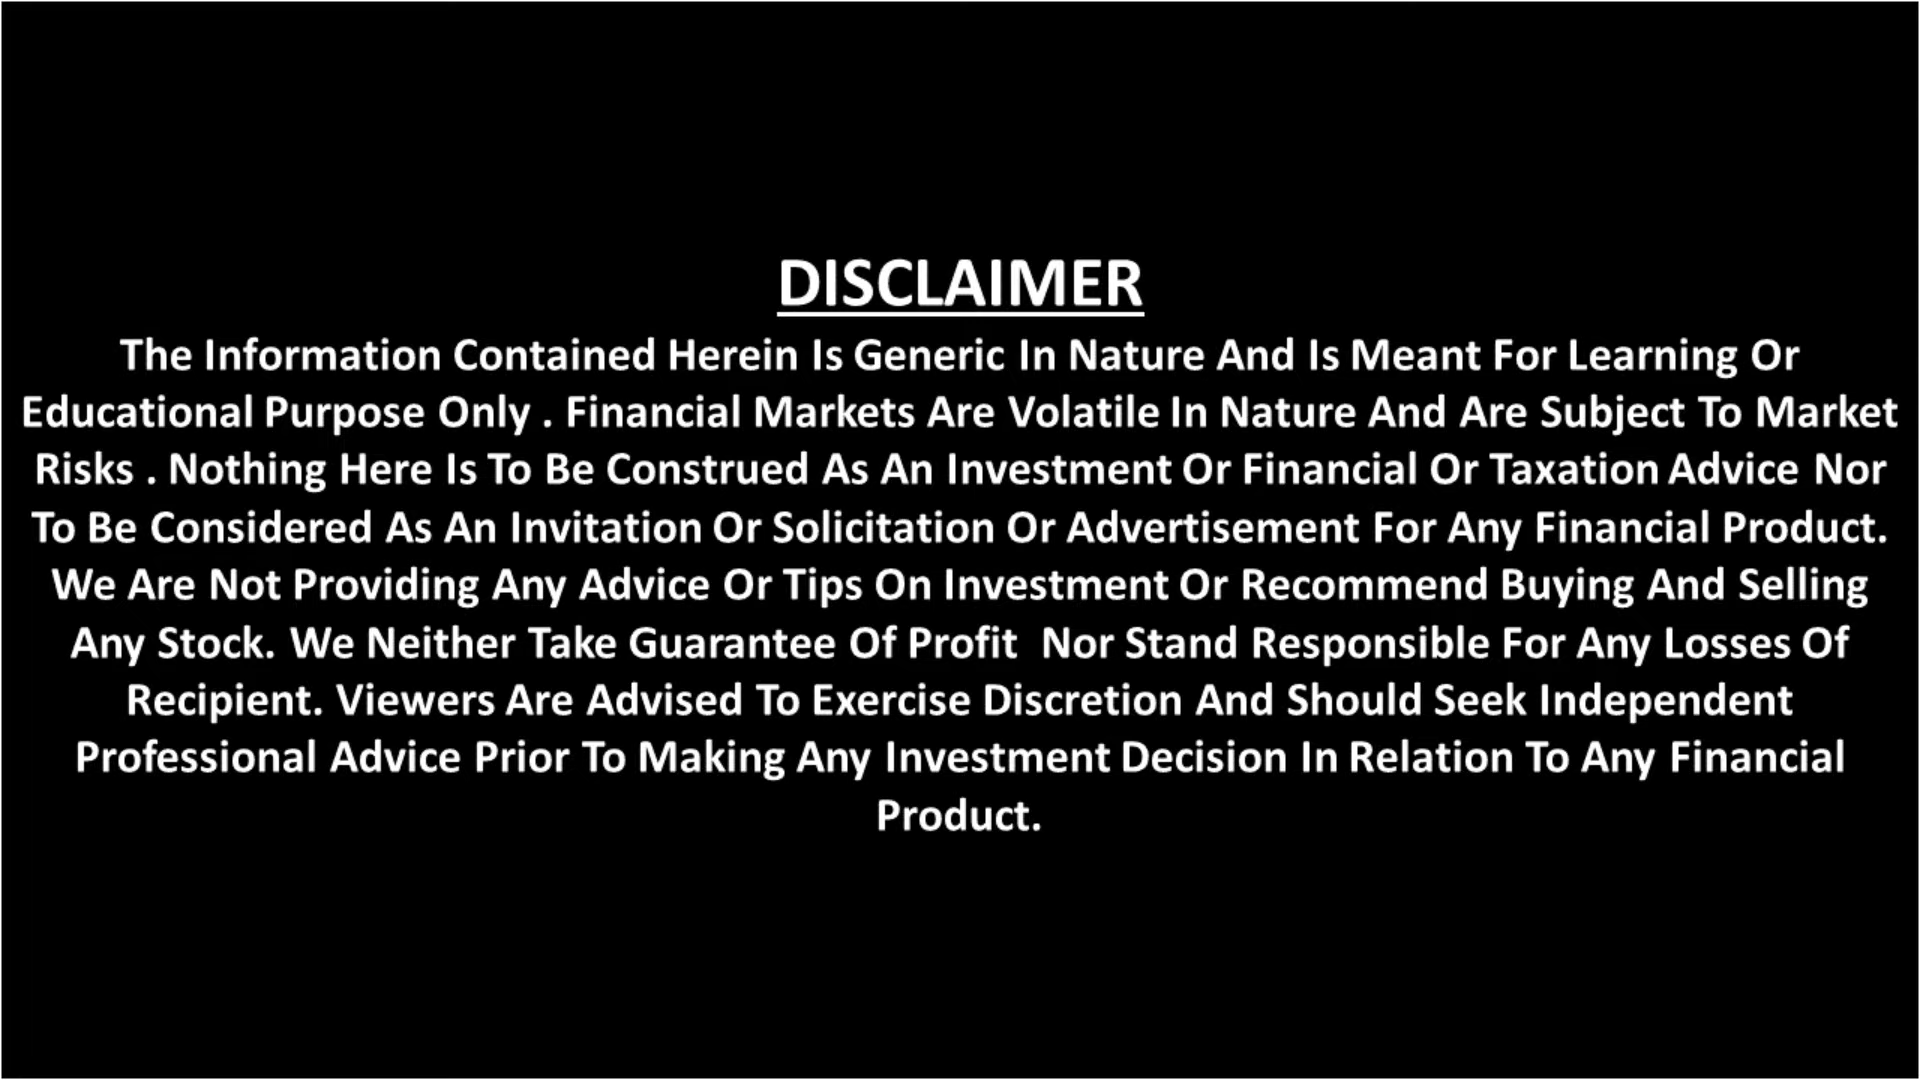 DISCLAIMER
The Information Contained Herein Is Generic In Nature And Is Meant For Learning Or
Educational Purpose Only . Financial Markets Are Volatile In Nature And Are Subject To Market
Risks . Nothing Here Is To Be Construed As An Investment Or Financial Or Taxation Advice Nor
To Be Considered As An Invitation Or Solicitation Or Advertisement For Any Financial Product.
We Are Not Providing Any Advice Or Tips On Investment Or Recommend Buying And Selling
Any Stock. We Neither Take Guarantee Of Profit  Nor Stand Responsible For Any Losses Of
Recipient. Viewers Are Advised To Exercise Discretion And Should Seek Independent
Professional Advice Prior To Making Any Investment Decision In Relation To Any Financial
Product.